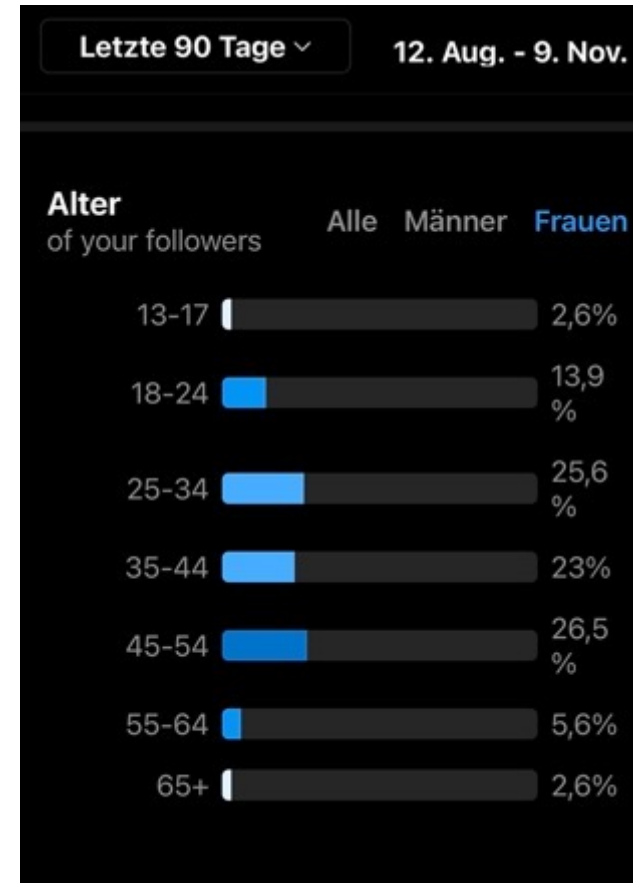 Letzte 90 Tage 12. Aug. - 9. Nov.
Alter
of your followers
Alle Männer Frauen
13-17 2,6%
18-24 13,9
%
25-34 25,6
%
35-44 23%
45-54 26,5
%
55-64 5,6%
65+ 2,6%